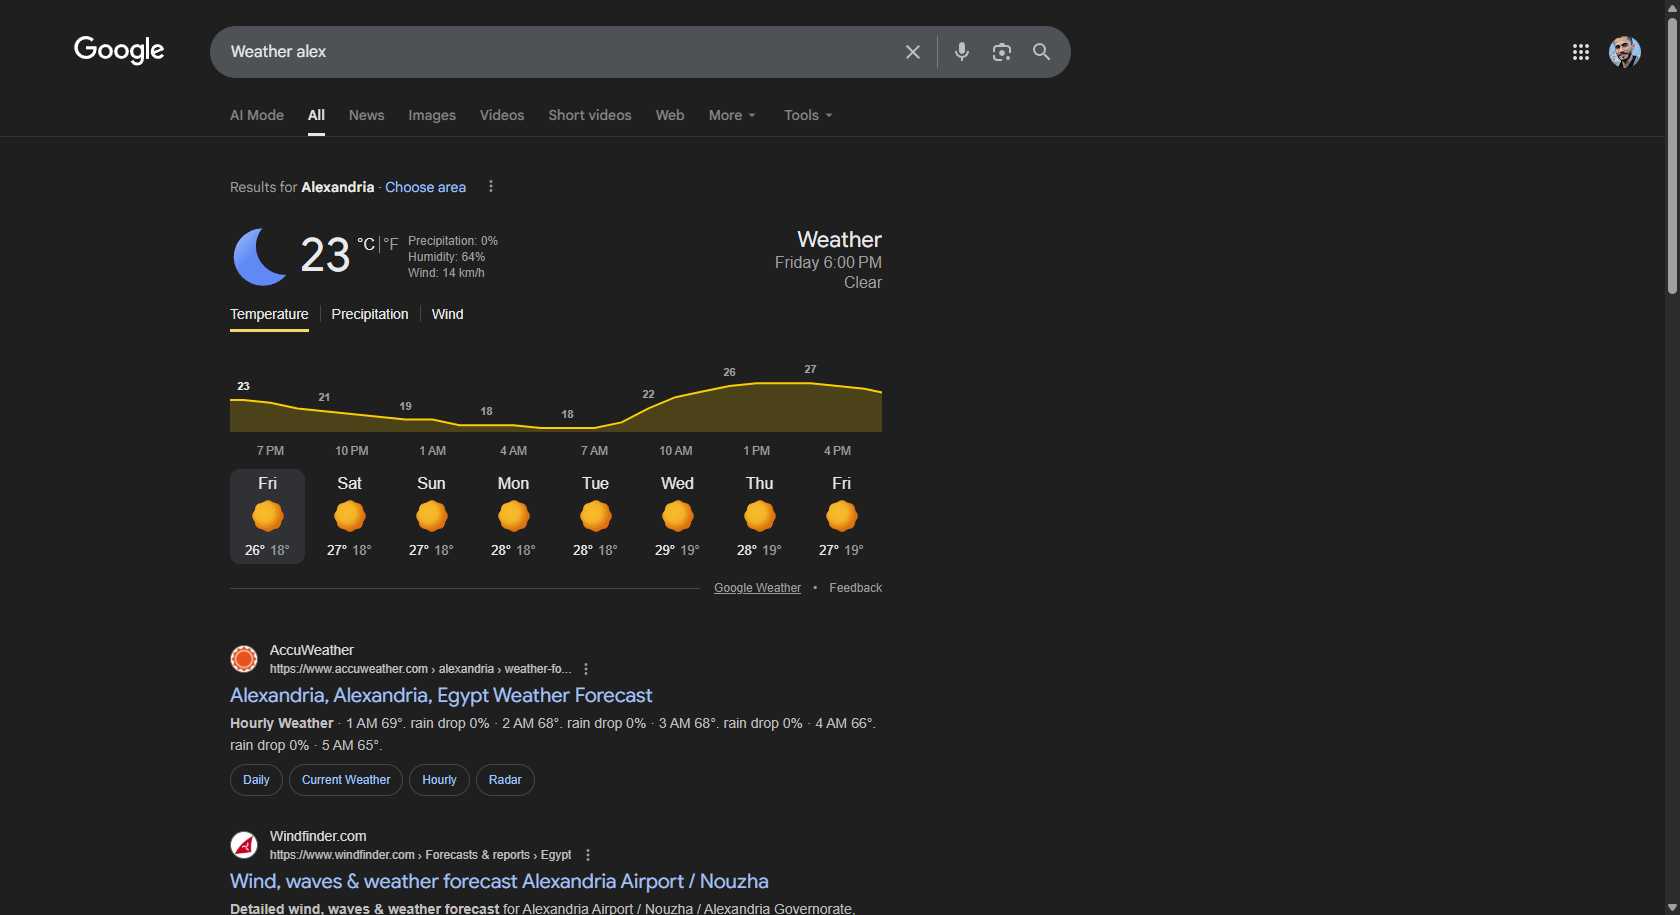 Google
Weather alex
AI Mode
All
News
Images
Videos
Short videos
Web
More
Tools
Results for Alexandria · Choose area
23 °C | °F
Precipitation: 0%
Humidity: 64%
Wind: 14 km/h
Weather
Friday 6:00 PM
Clear
Temperature
Precipitation
Wind
23 21 19 18 18 22 26 27
7 PM 10 PM 1 AM 4 AM 7 AM 10 AM 1 PM 4 PM
Fri Sat Sun Mon Tue Wed Thu Fri
26° 18° 27° 18° 27° 18° 28° 18° 28° 18° 29° 19° 28° 19° 27° 19°
Google Weather • Feedback
AccuWeather
https://www.accuweather.com › alexandria › weather-fo...
Alexandria, Alexandria, Egypt Weather Forecast
Hourly Weather · 1 AM 69°. rain drop 0% · 2 AM 68°. rain drop 0% · 3 AM 68°. rain drop 0% · 4 AM 66°.
rain drop 0% · 5 AM 65°.
Daily
Current Weather
Hourly
Radar
Windfinder.com
https://www.windfinder.com › Forecasts & reports › Egypt
Wind, waves & weather forecast Alexandria Airport / Nouzha
Detailed wind, waves & weather forecast for Alexandria Airport / Nouzha / Alexandria Governorate,